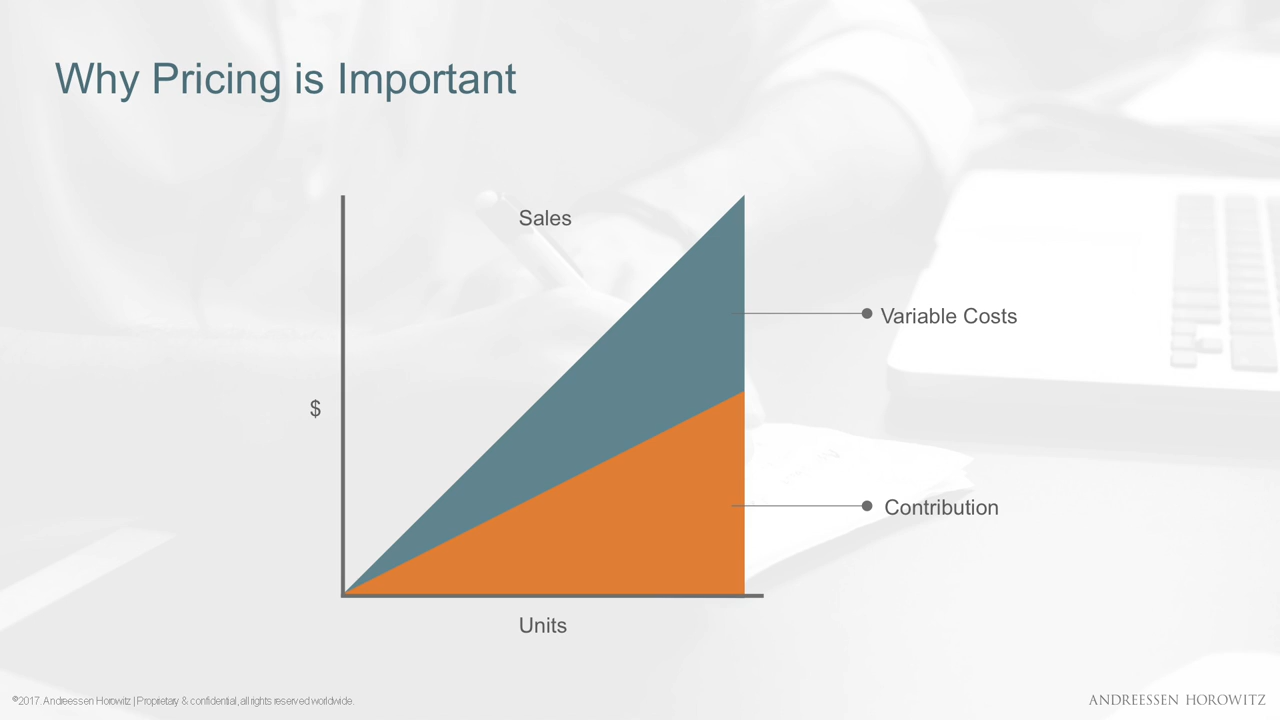 Why Pricing is Important
Sales
Variable Costs
$
Contribution
Units
©2017. Andreessen Horowitz | Proprietary & confidential, all rights reserved worldwide.
ANDREESSEN HOROWITZ